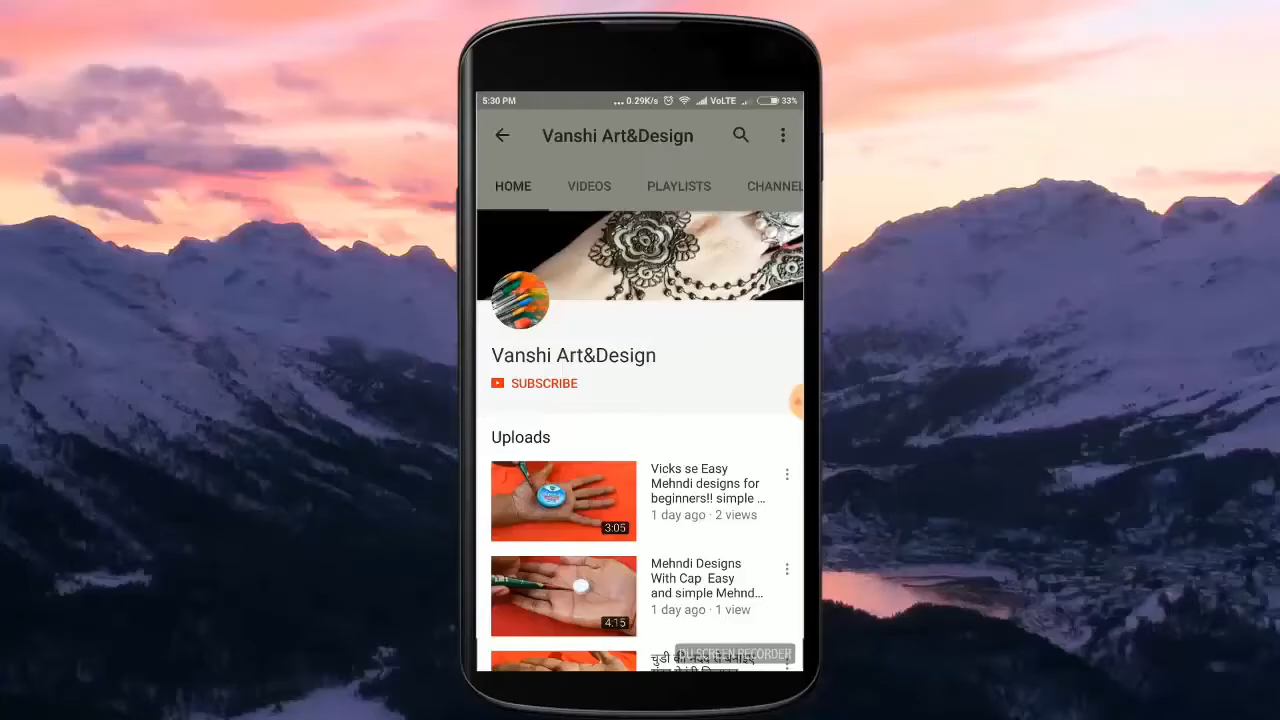 5:30 PM
... 0.29K/s VoLTE 33%
Vanshi Art&Design
HOME VIDEOS PLAYLISTS CHANNEL
Vanshi Art&Design
SUBSCRIBE
Uploads
Vicks se Easy
Mehndi designs for
beginners!! simple ...
1 day ago · 2 views
3:05
Mehndi Designs
With Cap Easy
and simple Mehnd...
1 day ago · 1 view
4:15
DU SCREEN RECORDER
चुडी की